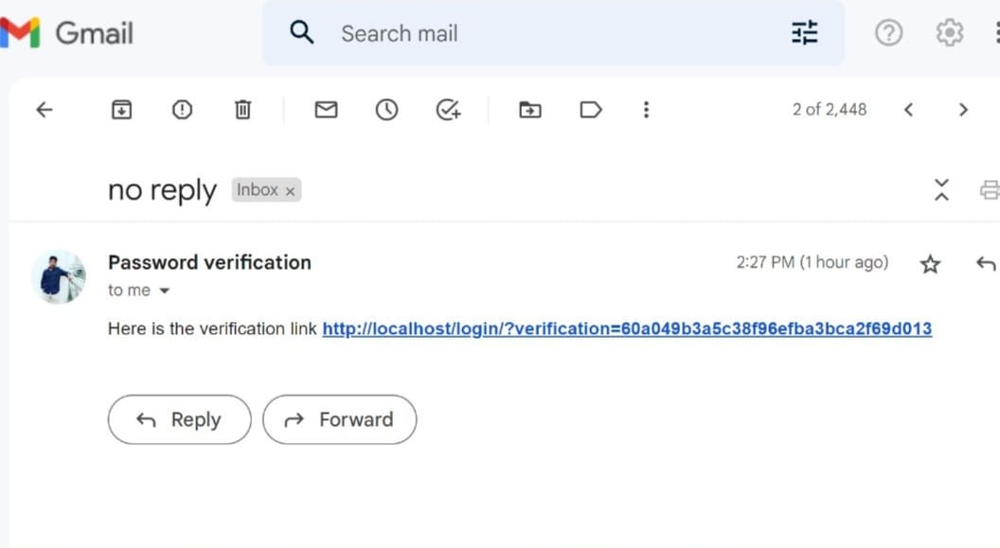 Gmail
Search mail
2 of 2,448
no reply
Inbox ×
Password verification
2:27 PM (1 hour ago)
to me
Here is the verification link http://localhost/login/?verification=60a049b3a5c38f96efba3bca2f69d013
Reply
Forward